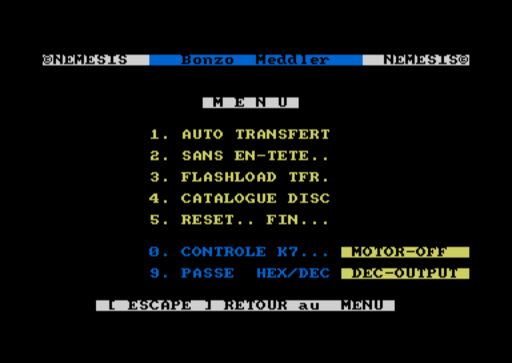 ©NEMESIS Bonzo Meddler NEMESIS©
M E N U
1. AUTO TRANSFERT
2. SANS EN-TETE..
3. FLASHLOAD TFR.
4. CATALOGUE DISC
5. RESET.. FIN...
0. CONTROLE K7... MOTOR-OFF
9. PASSE HEX/DEC DEC-OUTPUT
[ ESCAPE ] RETOUR au MENU